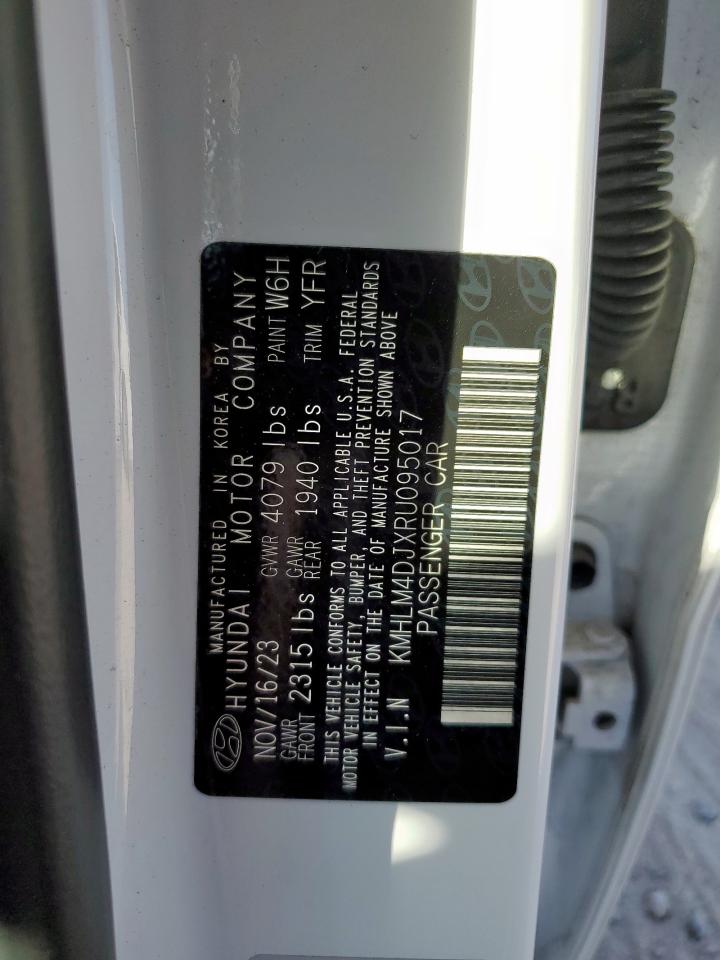 MANUFACTURED IN KOREA BY
HYUNDAI MOTOR COMPANY
NOV/16/23 GVWR 4079 lbs PAINT W6H
GAWR FRONT 2315 lbs GAWR REAR 1940 lbs TRIM YFR
THIS VEHICLE CONFORMS TO ALL APPLICABLE U.S.A. FEDERAL
MOTOR VEHICLE SAFETY, BUMPER, AND THEFT PREVENTION STANDARDS
IN EFFECT ON THE DATE OF MANUFACTURE SHOWN ABOVE
V.I.N KMHLM4DJXRU095017
PASSENGER CAR